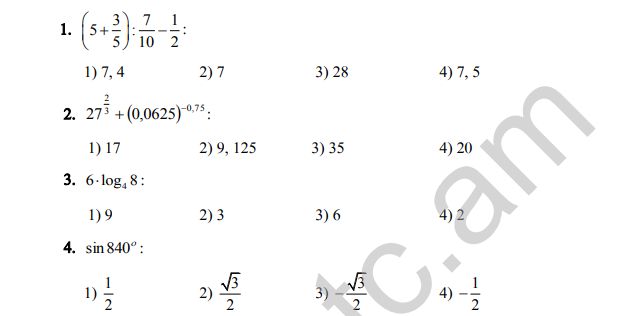 1. (5+3/5):7/10−1/2:
1) 7, 4 2) 7 3) 28 4) 7, 5
2. 27^(2/3)+(0,0625)^(−0,75):
1) 17 2) 9, 125 3) 35 4) 20
3. 6·log₄ 8:
1) 9 2) 3 3) 6 4) 2
4. sin 840°:
1) 1/2 2) √3/2 3) −√3/2 4) −1/2
tc.am